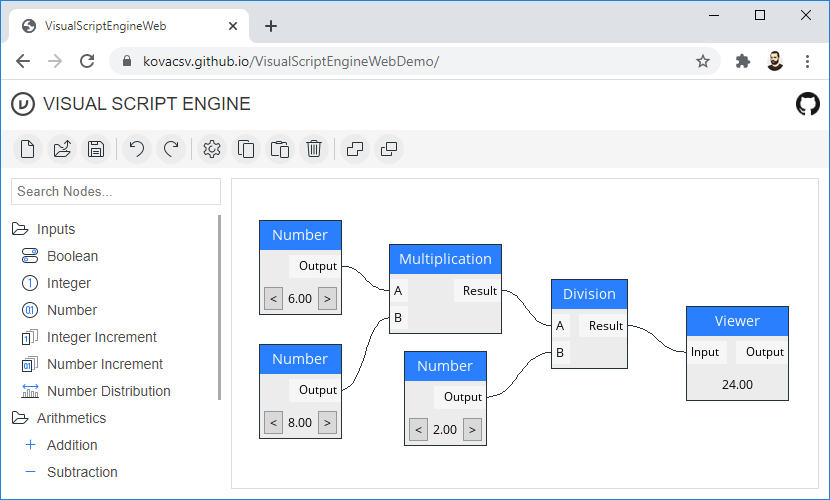 VisualScriptEngineWeb
kovacsv.github.io/VisualScriptEngineWebDemo/
VISUAL SCRIPT ENGINE
Search Nodes...
Inputs
Boolean
Integer
Number
Integer Increment
Number Increment
Number Distribution
Arithmetics
Addition
Subtraction
Number
Output
< 6.00 >
Number
Output
< 8.00 >
Multiplication
A Result
B
Number
Output
< 2.00 >
Division
A Result
B
Viewer
Input Output
24.00